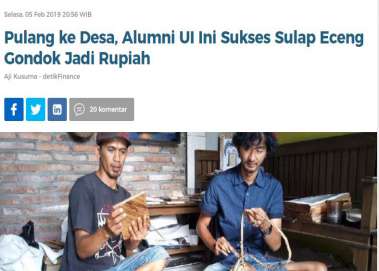 Selasa, 05 Feb 2019 20:56 WIB
Pulang ke Desa, Alumni UI Ini Sukses Sulap Eceng
Gondok Jadi Rupiah
Aji Kusuma - detikFinance
20 komentar